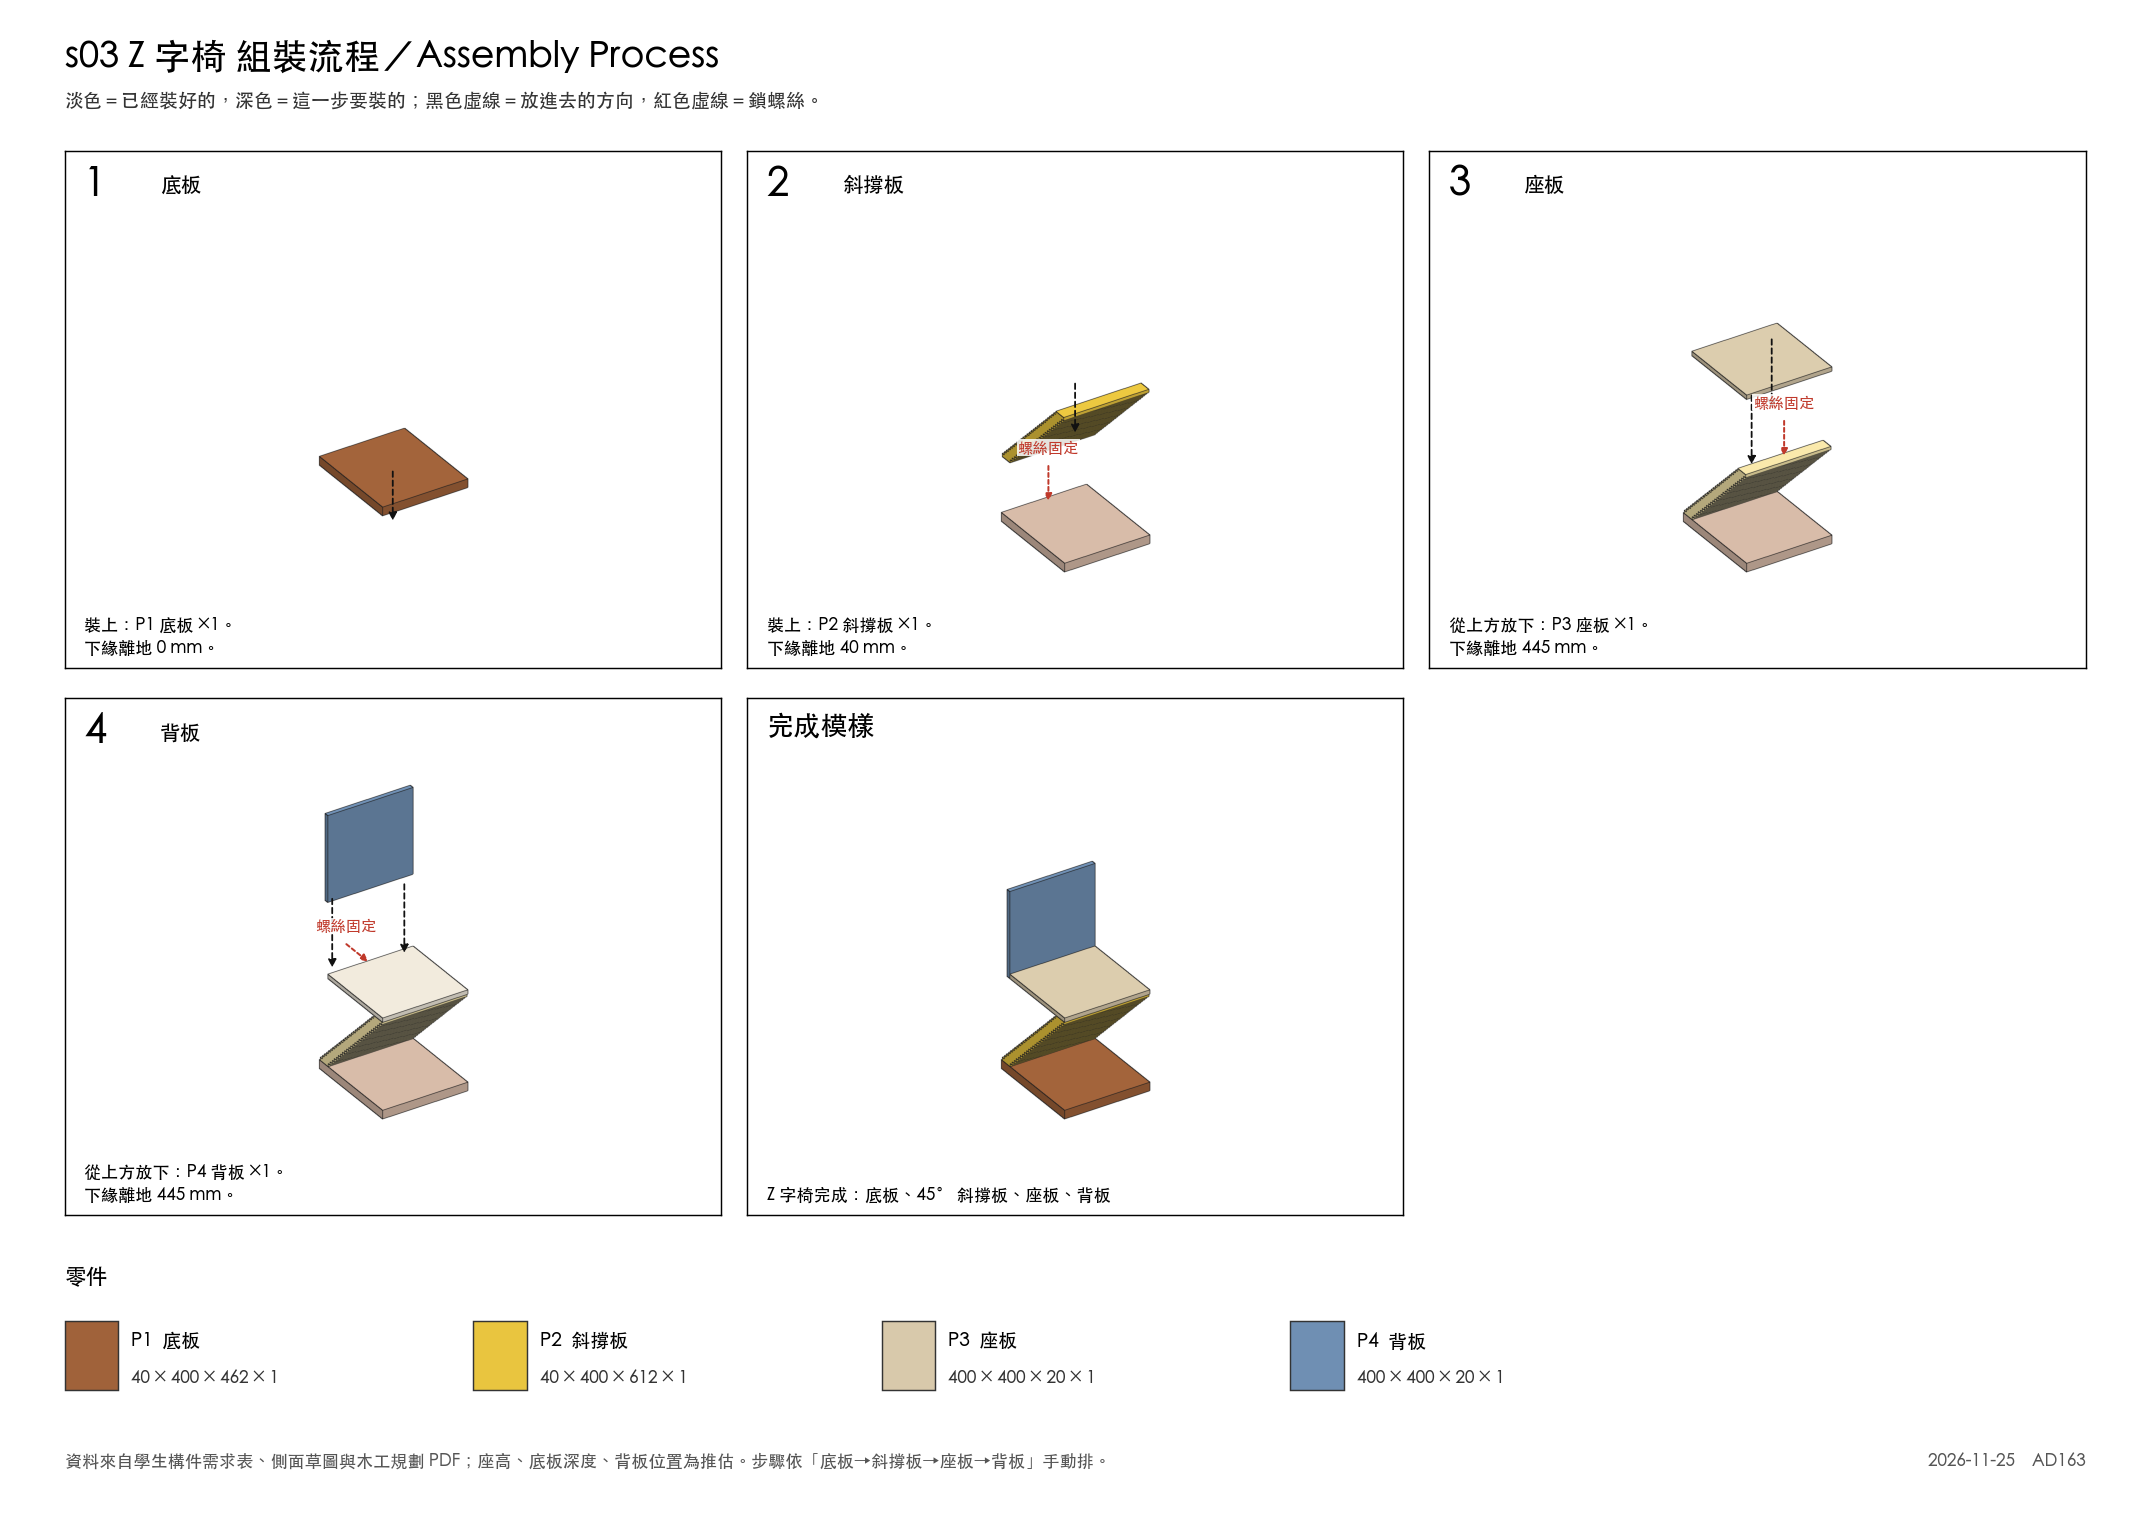 s03 Z 字椅 組裝流程／Assembly Process
淡色＝已經裝好的，深色＝這一步要裝的；黑色虛線＝放進去的方向，紅色虛線＝鎖螺絲。
1 底板
裝上：P1 底板 ×1。
下緣離地 0 mm。
2 斜撐板
螺絲固定
裝上：P2 斜撐板 ×1。
下緣離地 40 mm。
3 座板
螺絲固定
從上方放下：P3 座板 ×1。
下緣離地 445 mm。
4 背板
螺絲固定
從上方放下：P4 背板 ×1。
下緣離地 445 mm。
完成模樣
Z 字椅完成：底板、45° 斜撐板、座板、背板
零件
P1 底板
40 × 400 × 462 × 1
P2 斜撐板
40 × 400 × 612 × 1
P3 座板
400 × 400 × 20 × 1
P4 背板
400 × 400 × 20 × 1
資料來自學生構件需求表、側面草圖與木工規劃 PDF；座高、底板深度、背板位置為推估。步驟依「底板→斜撐板→座板→背板」手動排。
2026-11-25 AD163